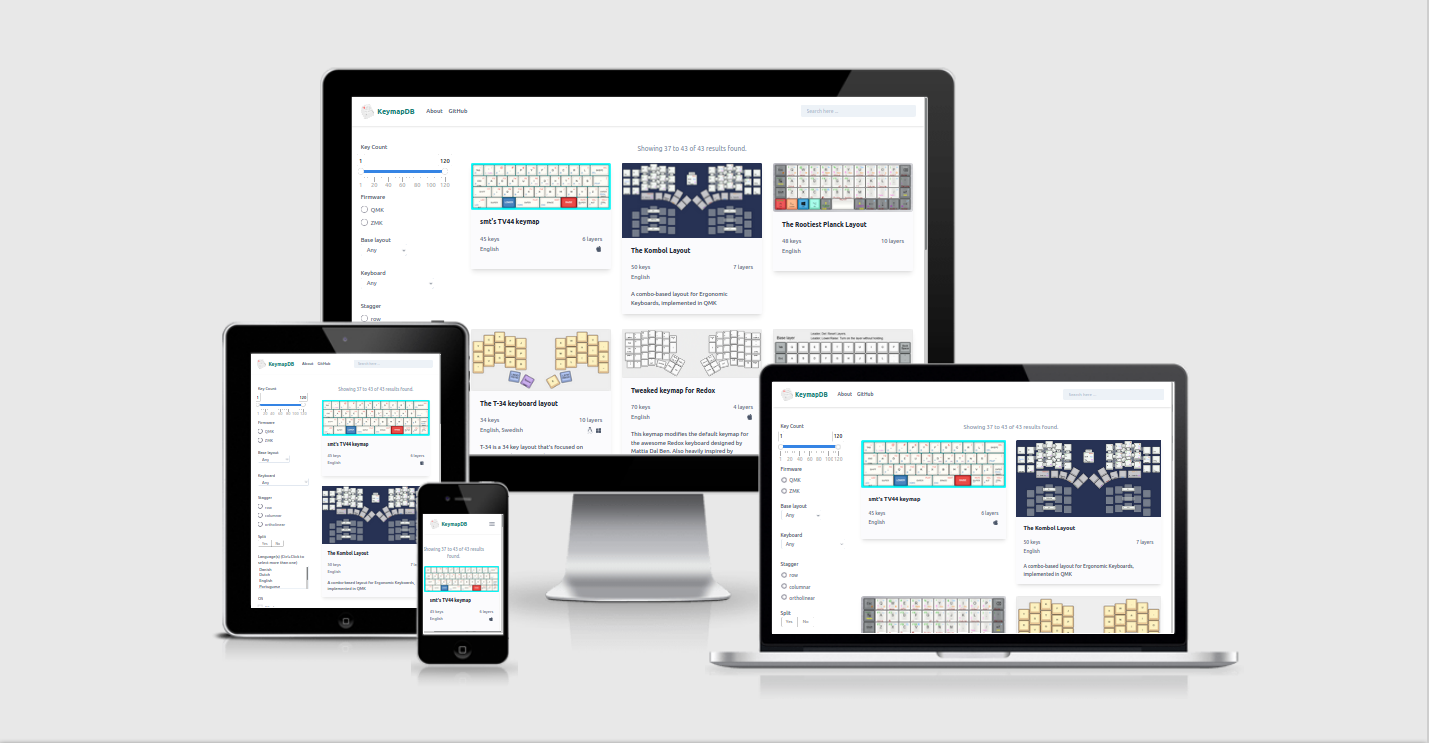 KeymapDB About GitHub Search here ...
Key Count
1 120
1 20 40 60 80 100 120
Firmware
QMK
ZMK
Base layout
Any
Keyboard
Any
Stagger
row
Showing 37 to 43 of 43 results found.
smt's TV44 keymap
45 keys 6 layers
English
The Kombol Layout
50 keys 7 layers
English
A combo-based layout for Ergonomic
Keyboards, implemented in QMK
The Rootiest Planck Layout
48 keys 10 layers
English
The T-34 keyboard layout
34 keys 10 layers
English, Swedish
T-34 is a 34 key layout that's focused on
Tweaked keymap for Redox
70 keys 4 layers
English
This keymap modifies the default keymap for
the awesome Redox keyboard designed by
Mattia Dal Ben. Also heavily inspired by
Base layer
KeymapDB About GitHub Search here ...
Key Count
1 120
1 20 40 60 80 100 120
Firmware
QMK
ZMK
Base layout
Any
Keyboard
Any
Stagger
row
columnar
ortholinear
Split
Yes No
Language(s) (Ctrl-Click to
select more than one)
Danish
Dutch
English
Portuguese
OS
Showing 37 to 43 of 43 results found.
smt's TV44 keymap
45 keys 6 layers
English
The Kombol Layout
50 keys
English
A combo-based layout for Ergonomic Keyboards,
implemented in QMK
KeymapDB
Showing 37 to 43 of 43 results
found.
smt's TV44 keymap
45 keys 6 layers
English
KeymapDB About GitHub Search here ...
Key Count
1 120
1 20 40 60 80 100 120
Firmware
QMK
ZMK
Base layout
Any
Keyboard
Any
Stagger
row
columnar
ortholinear
Split
Yes No
Showing 37 to 43 of 43 results found.
smt's TV44 keymap
45 keys 6 layers
English
The Kombol Layout
50 keys 7 layers
English
A combo-based layout for Ergonomic Keyboards,
implemented in QMK